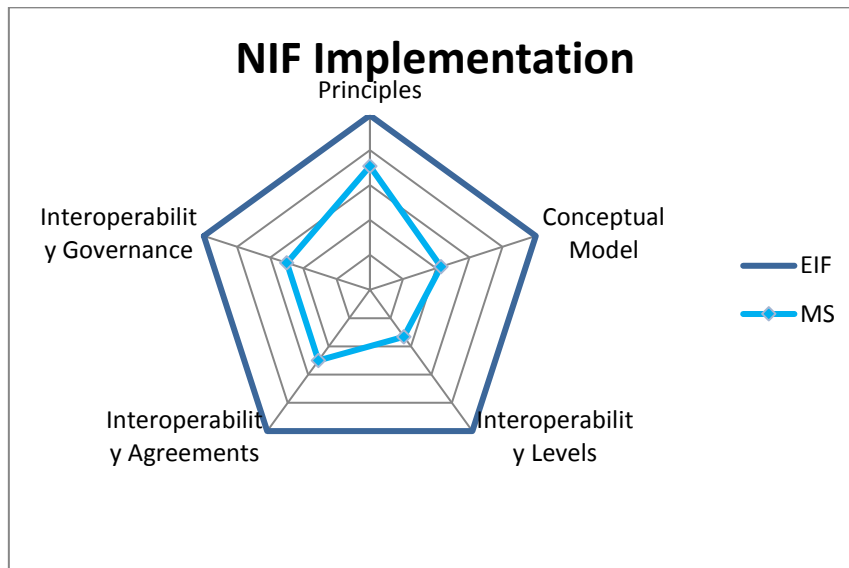 NIF Implementation
Principles
Interoperabilit
y Governance
Conceptual
Model
EIF
MS
Interoperabilit
y Agreements
Interoperabilit
y Levels